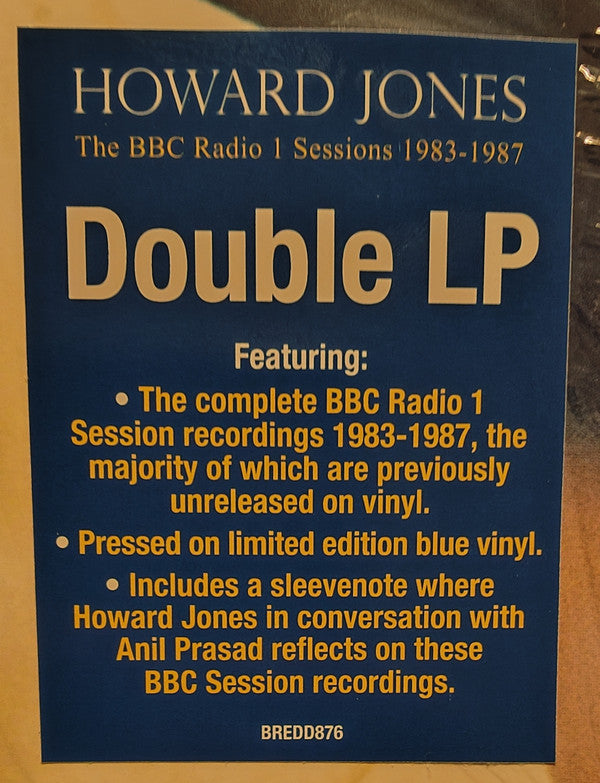 HOWARD JONES
The BBC Radio 1 Sessions 1983-1987
Double LP
Featuring:
• The complete BBC Radio 1
Session recordings 1983-1987, the
majority of which are previously
unreleased on vinyl.
• Pressed on limited edition blue vinyl.
• Includes a sleevenote where
Howard Jones in conversation with
Anil Prasad reflects on these
BBC Session recordings.
BREDD876